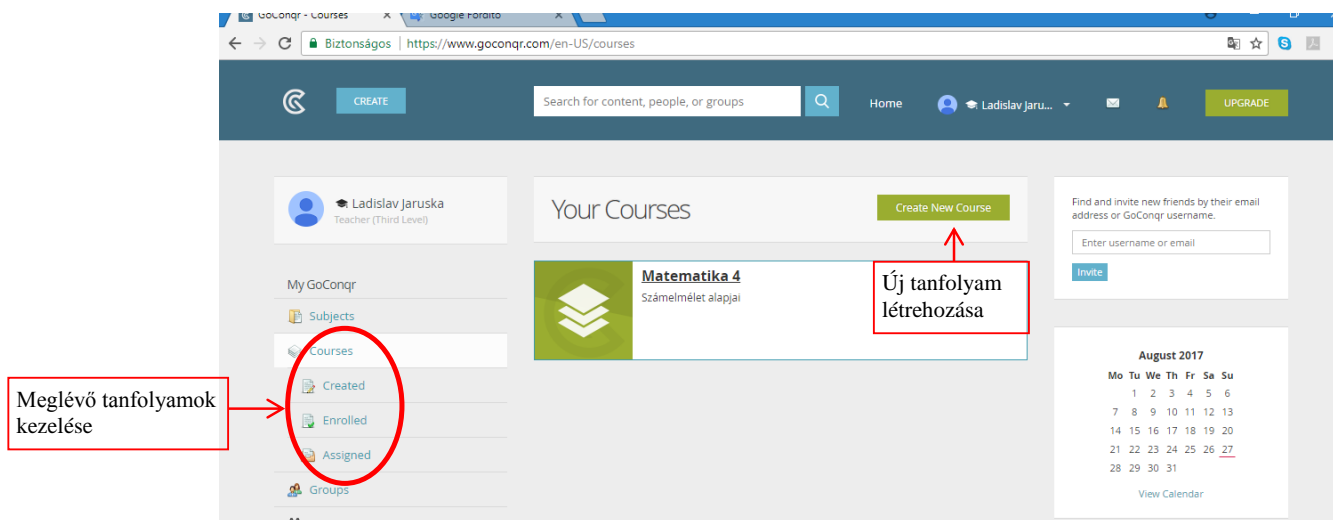 GoConqr - Courses
Google Fordító
Biztonságos | https://www.goconqr.com/en-US/courses
CREATE
Search for content, people, or groups
Home
Ladislav Jaru...
UPGRADE
Ladislav Jaruska
Teacher (Third Level)
My GoConqr
Subjects
Courses
Created
Enrolled
Assigned
Groups
Meglévő tanfolyamok
kezelése
Your Courses
Create New Course
Matematika 4
Számelmélet alapjai
Új tanfolyam
létrehozása
Find and invite new friends by their email
address or GoConqr username.
Enter username or email
Invite
August 2017
Mo Tu We Th Fr Sa Su
1 2 3 4 5 6
7 8 9 10 11 12 13
14 15 16 17 18 19 20
21 22 23 24 25 26 27
28 29 30 31
View Calendar